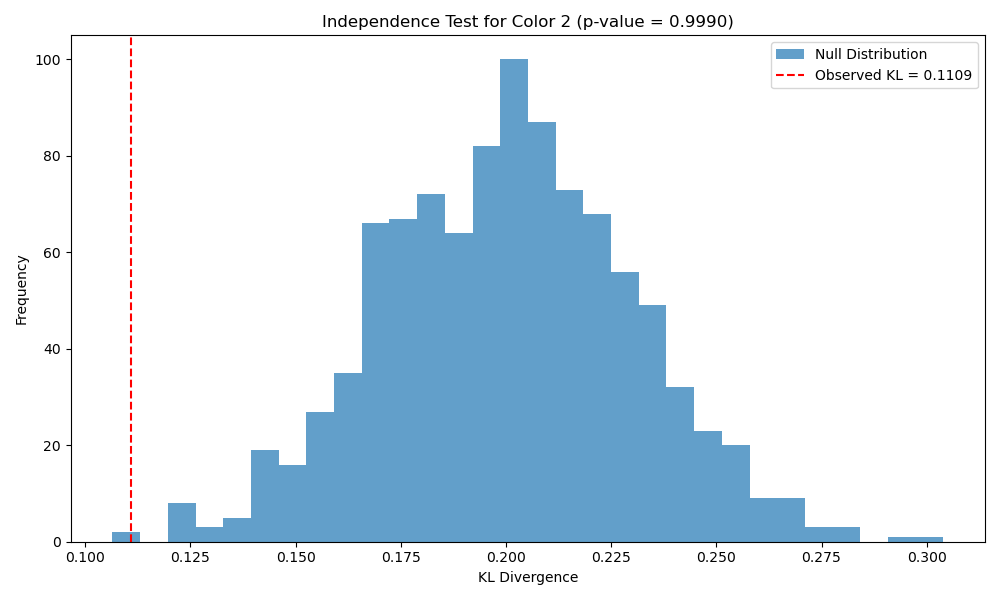 Independence Test for Color 2 (p-value = 0.9990)
Null Distribution
Observed KL = 0.1109
Frequency
100
80
60
40
20
0
0.100 0.125 0.150 0.175 0.200 0.225 0.250 0.275 0.300
KL Divergence